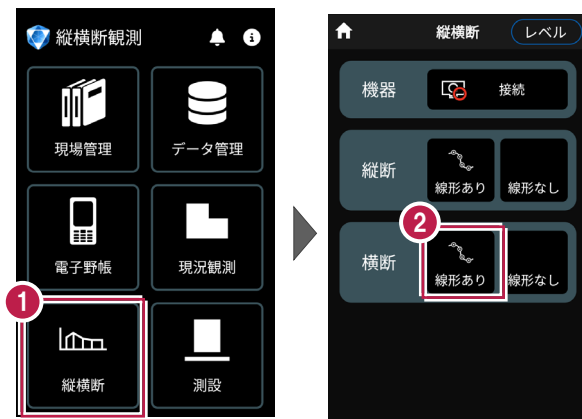 縦横断観測
現場管理
データ管理
電子野帳
現況観測
1
縦横断
測設
縦横断
レベル
機器
接続
縦断
線形あり
線形なし
2
横断
線形あり
線形なし